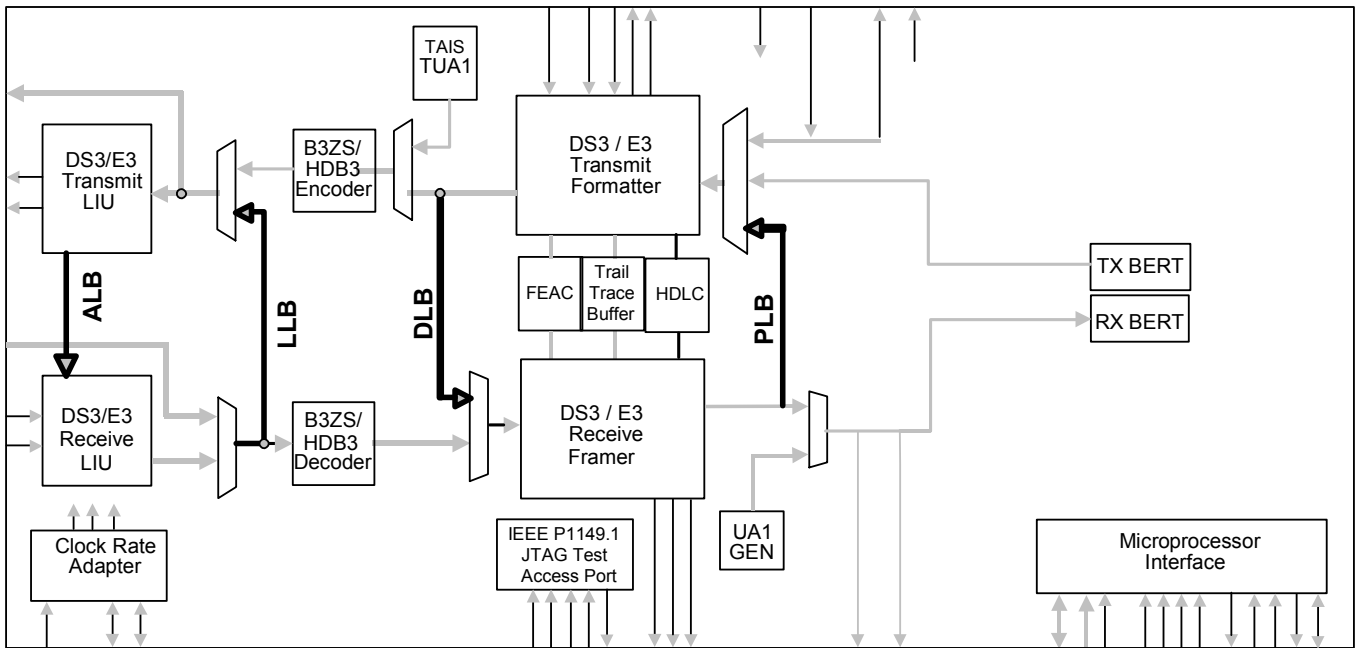 TAIS
TUA1
DS3/E3
Transmit
LIU
B3ZS/
HDB3
Encoder
DS3 / E3
Transmit
Formatter
FEAC
Trail
Trace
Buffer
HDLC
TX BERT
RX BERT
ALB
LLB
DLB
PLB
DS3/E3
Receive
LIU
B3ZS/
HDB3
Decoder
DS3 / E3
Receive
Framer
Clock Rate
Adapter
IEEE P1149.1
JTAG Test
Access Port
UA1
GEN
Microprocessor
Interface